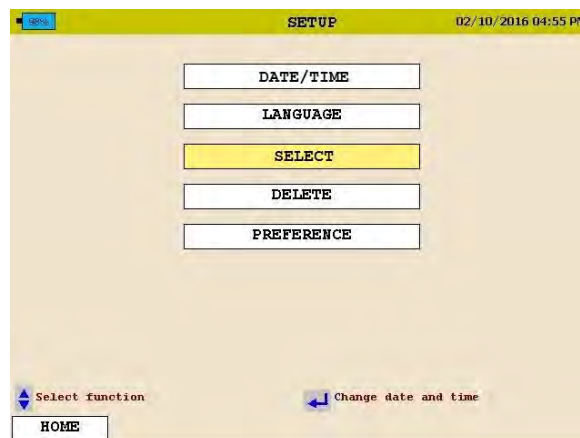 98% SETUP 02/10/2016 04:55 P
DATE/TIME
LANGUAGE
SELECT
DELETE
PREFERENCE
Select function Change date and time
HOME